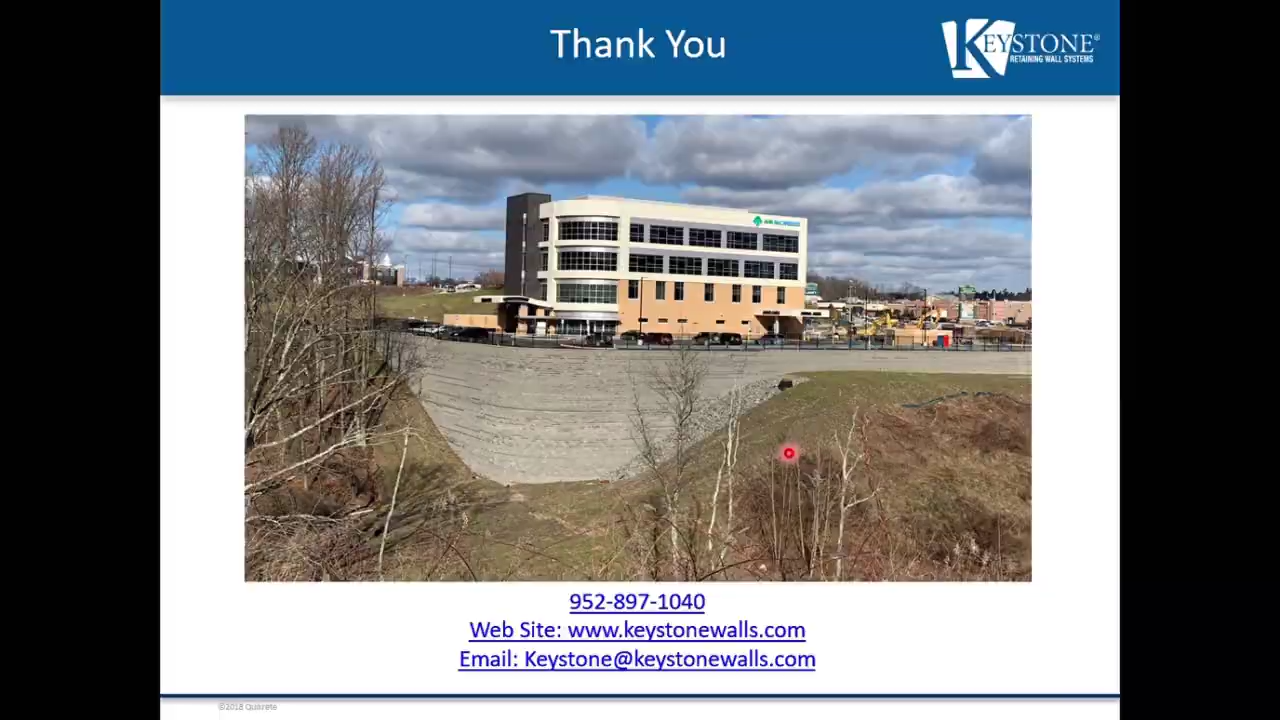 Thank You
KEYSTONE®
RETAINING WALL SYSTEMS
952-897-1040
Web Site: www.keystonewalls.com
Email: Keystone@keystonewalls.com
©2018 Quikrete